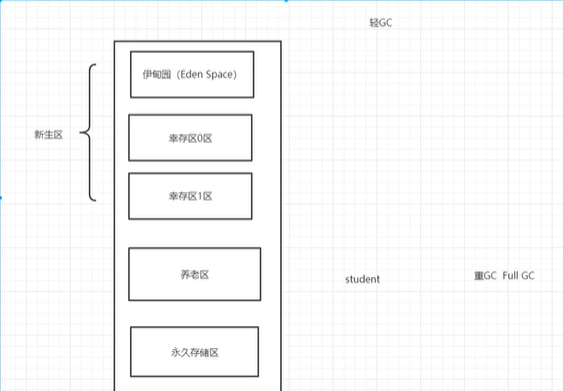 轻GC
伊甸园（Eden Space）
新生区
幸存区0区
幸存区1区
养老区
student
重GC Full GC
永久存储区